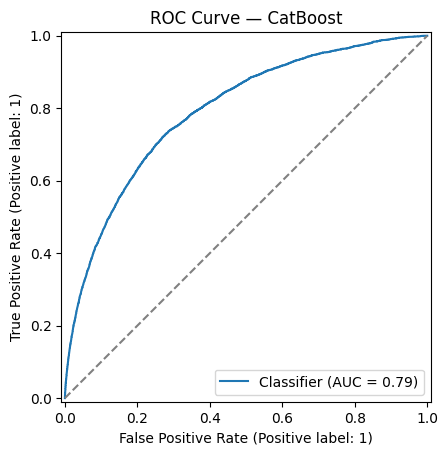 ROC Curve — CatBoost
True Positive Rate (Positive label: 1)
1.0
0.8
0.6
0.4
0.2
0.0
Classifier (AUC = 0.79)
0.0 0.2 0.4 0.6 0.8 1.0
False Positive Rate (Positive label: 1)